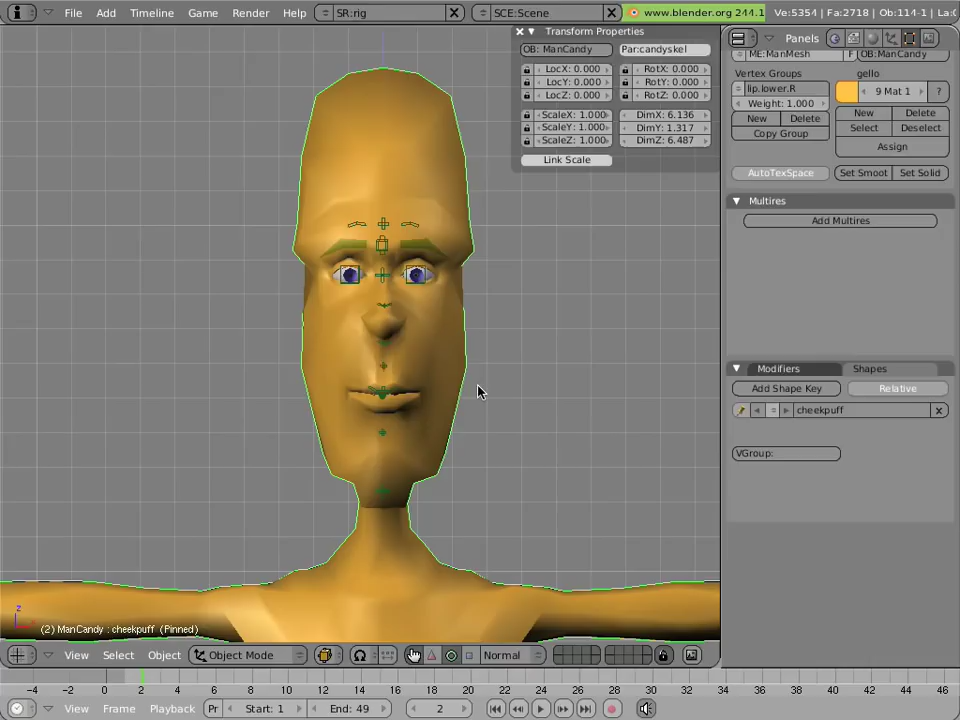 File Add Timeline Game Render Help SR:rig SCE:Scene www.blender.org 244.1 Ve:5354 | Fa:2718 | Ob:114-1 | La:
Transform Properties
OB: ManCandy Par:candyskel
LocX: 0.000 RotX: 0.000
LocY: 0.000 RotY: 0.000
LocZ: 0.000 RotZ: 0.000
ScaleX: 1.000 DimX: 6.136
ScaleY: 1.000 DimY: 1.317
ScaleZ: 1.000 DimZ: 6.487
Link Scale
Panels
ME:ManMesh F OB:ManCandy
Vertex Groups gello
lip.lower.R 9 Mat 1 ?
Weight: 1.000
New Delete
New Delete
Copy Group
Select Deselect
Assign
AutoTexSpace Set Smoot Set Solid
Multires
Add Multires
Modifiers Shapes
Add Shape Key Relative
cheekpuff
VGroup:
z
(2) ManCandy : cheekpuff (Pinned)
View Select Object Object Mode Normal
-4 -2 0 2 4 6 8 10 12 14 16 18 20 22 24 26 28 30 32 34 36 38 40 42 44 46
View Frame Playback Pr Start: 1 End: 49 2